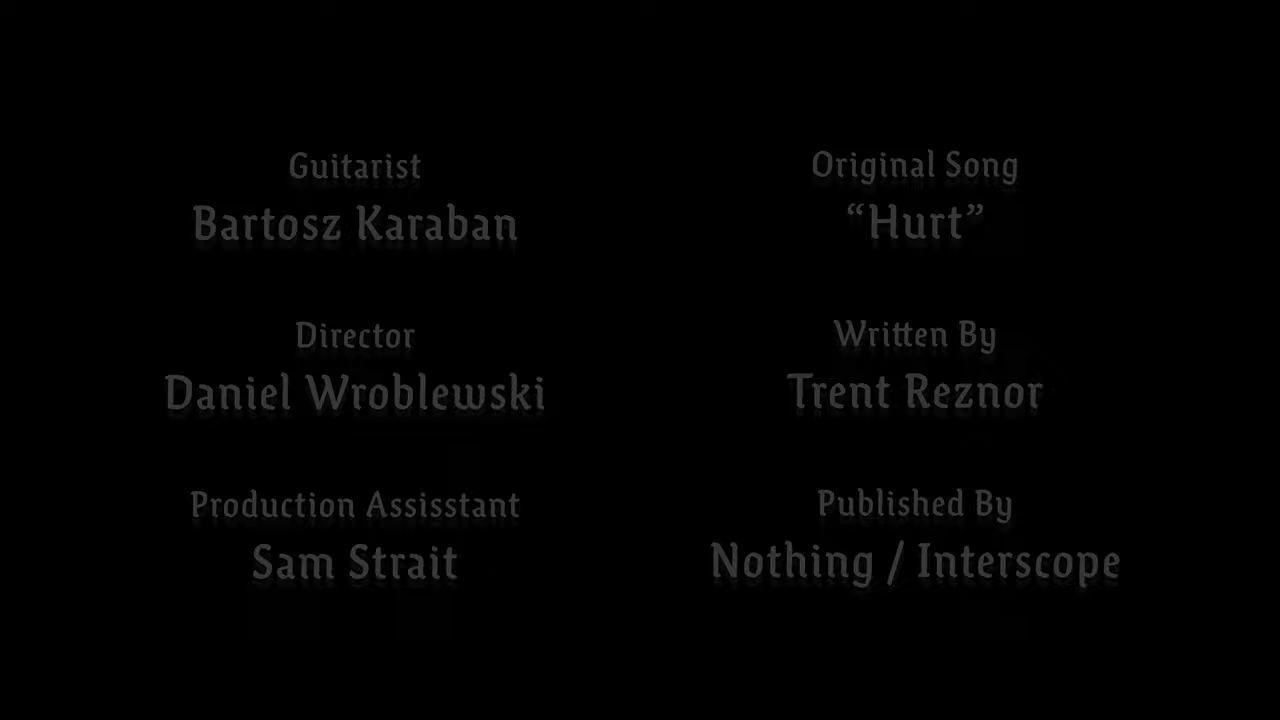 Guitarist
Bartosz Karaban
Director
Daniel Wroblewski
Production Assisstant
Sam Strait
Original Song
“Hurt”
Written By
Trent Reznor
Published By
Nothing / Interscope